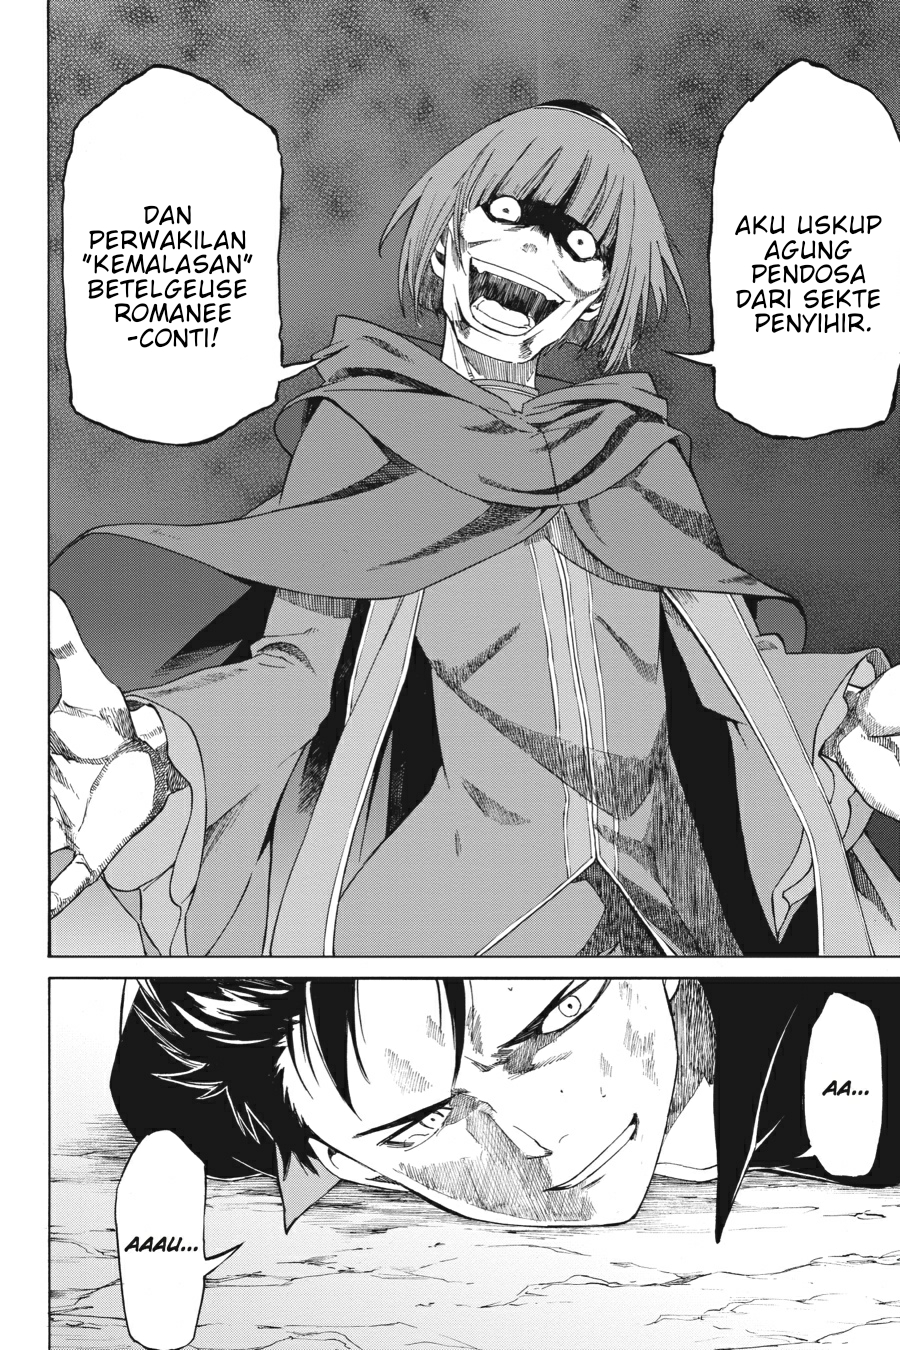 AKU USKUP
AGUNG
PENDOSA
DARI SEKTE
PENYIHIR.
DAN
PERWAKILAN
"KEMALASAN"
BETELGEUSE
ROMANEE
-CONTI!
AA...
AAAU...